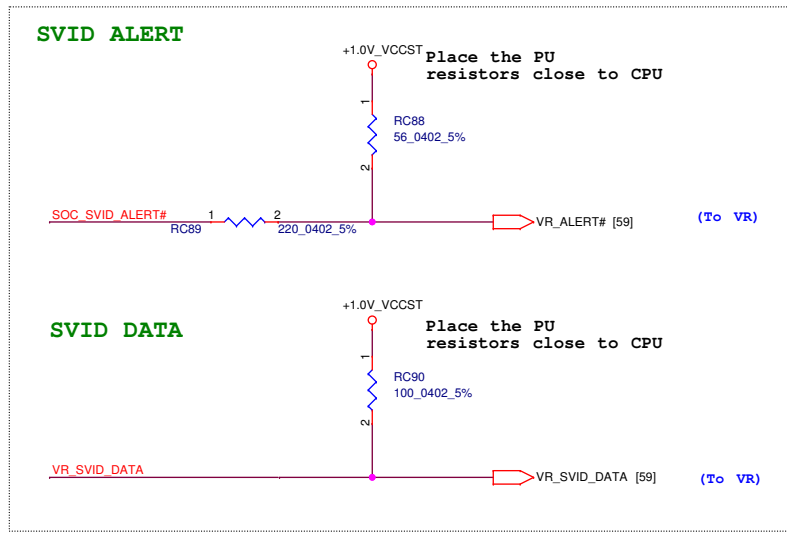 SVID ALERT
+1.0V_VCCST
Place the PU
resistors close to CPU
1
RC88
56_0402_5%
2
SOC_SVID_ALERT#
1
2
RC89
220_0402_5%
VR_ALERT# [59]
(To VR)
+1.0V_VCCST
SVID DATA
Place the PU
resistors close to CPU
1
RC90
100_0402_5%
2
VR_SVID_DATA
VR_SVID_DATA [59]
(To VR)